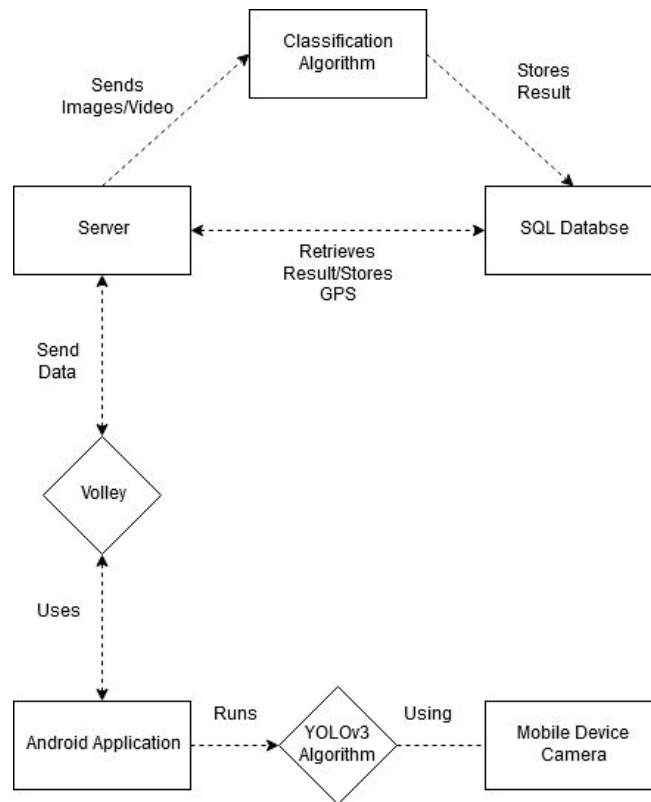 Classification
Algorithm
Sends
Images/Video
Stores
Result
Server
SQL Databse
Retrieves
Result/Stores
GPS
Send
Data
Volley
Uses
Android Application
Runs
YOLOv3
Algorithm
Using
Mobile Device
Camera